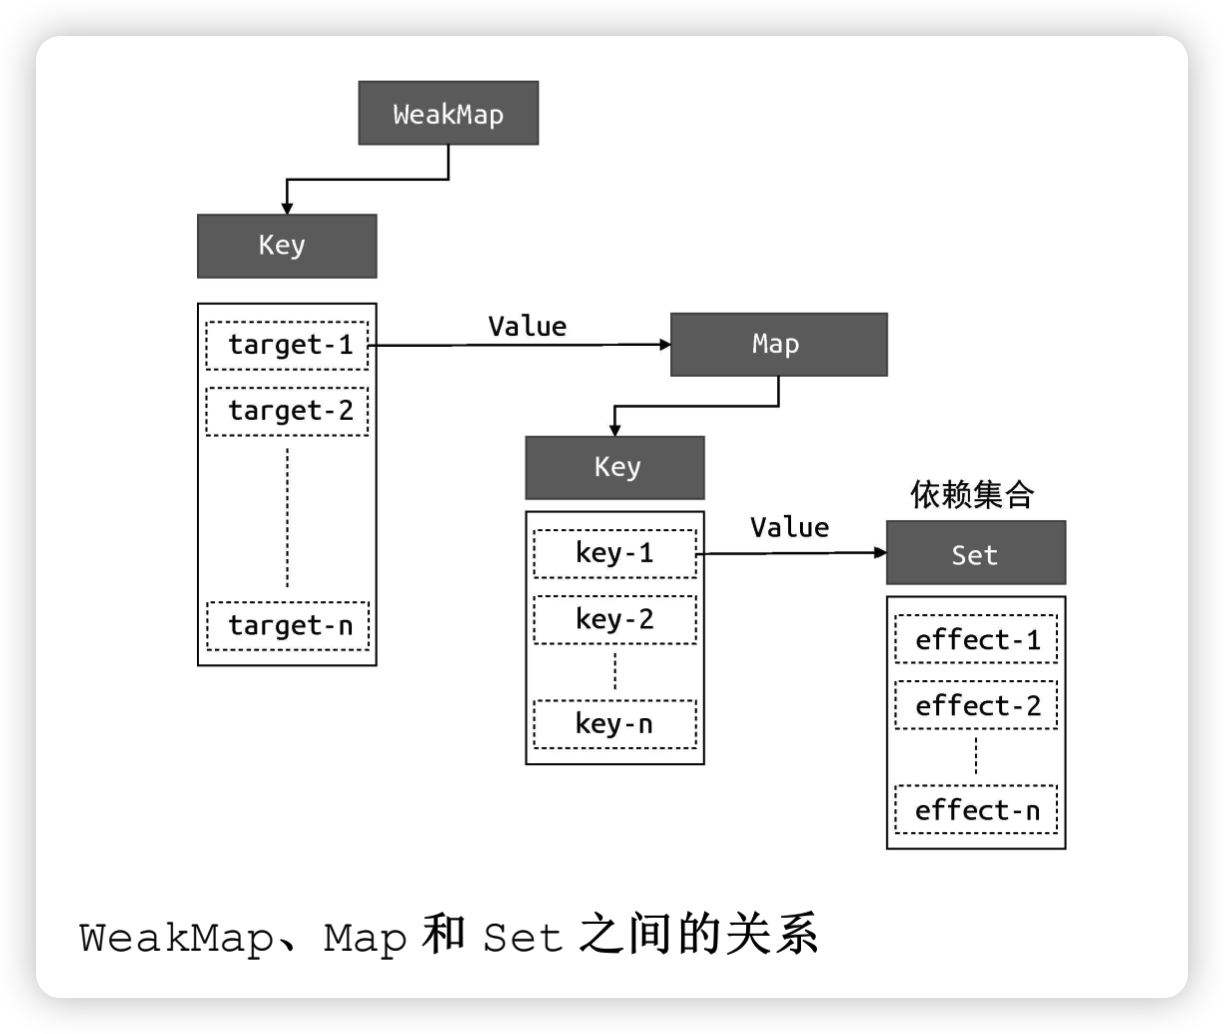 WeakMap
Key
target-1
target-2
target-n
Value
Map
Key
key-1
key-2
key-n
Value
依赖集合
Set
effect-1
effect-2
effect-n
WeakMap、Map 和 Set 之间的关系